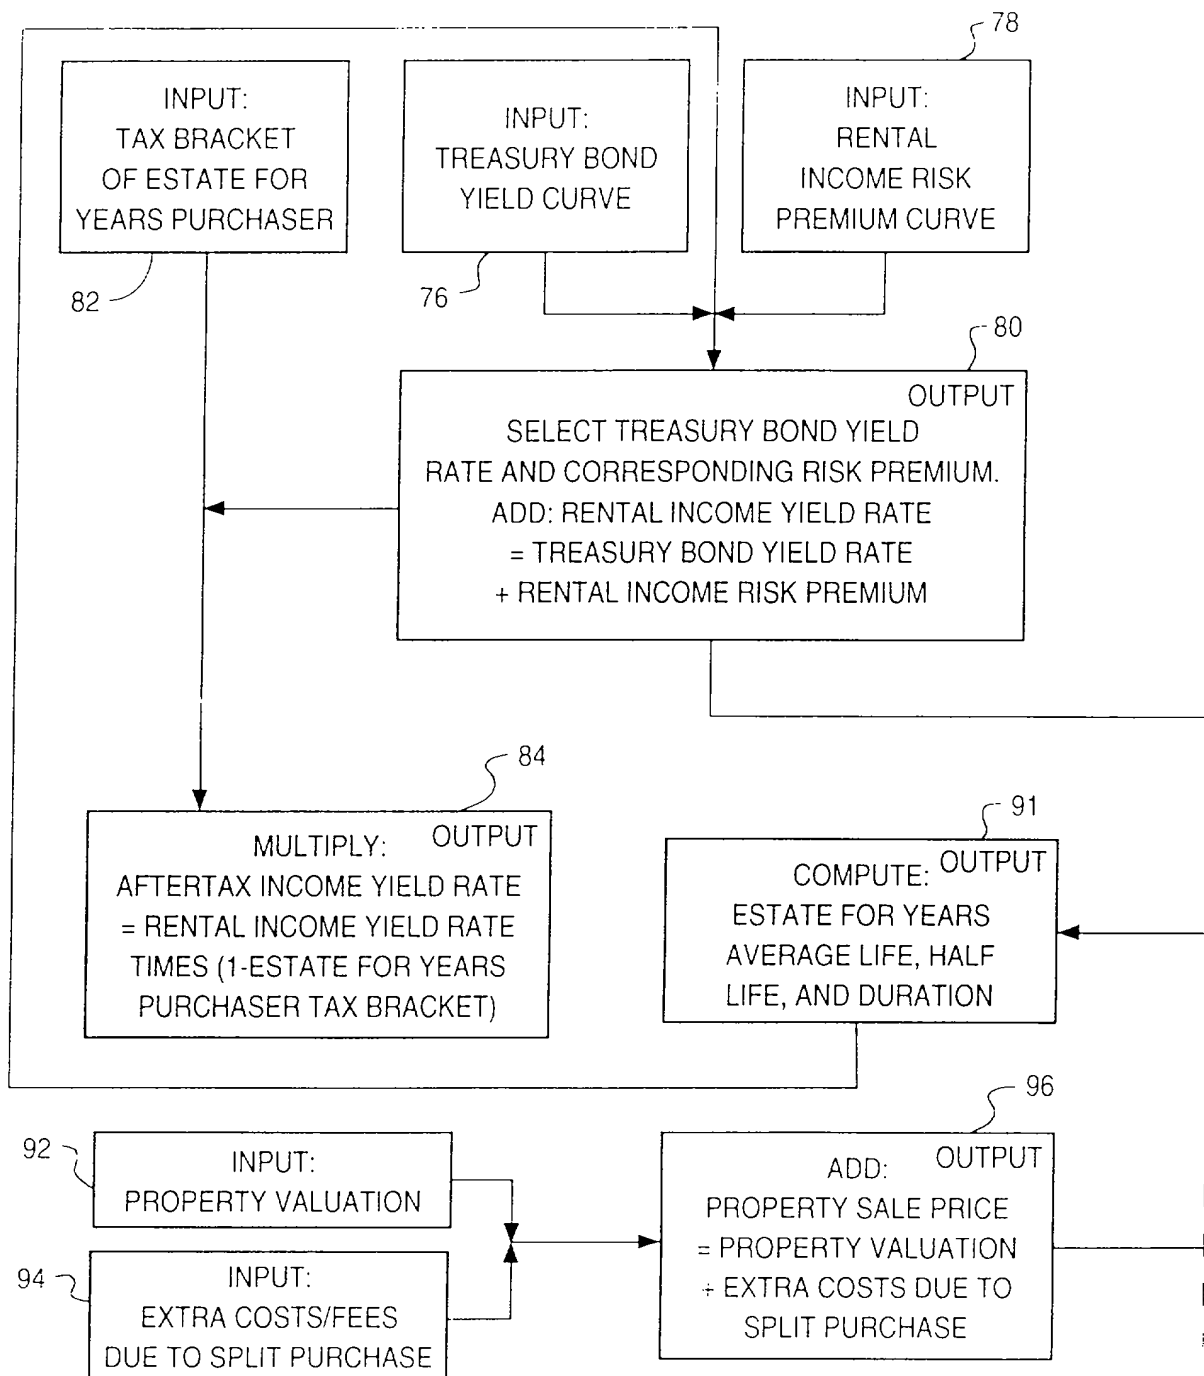 78
INPUT:
TAX BRACKET
OF ESTATE FOR
YEARS PURCHASER
82
INPUT:
TREASURY BOND
YIELD CURVE
76
INPUT:
RENTAL
INCOME RISK
PREMIUM CURVE
80
OUTPUT
SELECT TREASURY BOND YIELD
RATE AND CORRESPONDING RISK PREMIUM.
ADD: RENTAL INCOME YIELD RATE
= TREASURY BOND YIELD RATE
+ RENTAL INCOME RISK PREMIUM
84
OUTPUT
MULTIPLY:
AFTERTAX INCOME YIELD RATE
= RENTAL INCOME YIELD RATE
TIMES (1-ESTATE FOR YEARS
PURCHASER TAX BRACKET)
91
OUTPUT
COMPUTE:
ESTATE FOR YEARS
AVERAGE LIFE, HALF
LIFE, AND DURATION
92
INPUT:
PROPERTY VALUATION
94
INPUT:
EXTRA COSTS/FEES
DUE TO SPLIT PURCHASE
96
OUTPUT
ADD:
PROPERTY SALE PRICE
= PROPERTY VALUATION
+ EXTRA COSTS DUE TO
SPLIT PURCHASE